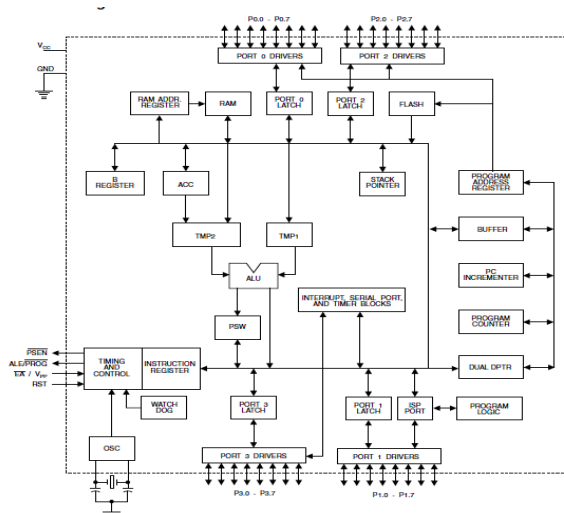 P0.0 - P0.7
P2.0 - P2.7
V CC
GND
PORT 0 DRIVERS
PORT 2 DRIVERS
RAM ADDR.
REGISTER
RAM
PORT 0
LATCH
PORT 2
LATCH
FLASH
B
REGISTER
ACC
STACK
POINTER
PROGRAM
ADDRESS
REGISTER
TMP2
TMP1
BUFFER
ALU
PC
INCREMENTER
INTERRUPT, SERIAL PORT,
AND TIMER BLOCKS
PSW
PROGRAM
COUNTER
PSEN
ALE/PROG
EA / VPP
RST
TIMING
AND
CONTROL
INSTRUCTION
REGISTER
DUAL DPTR
WATCH
DOG
PORT 3
LATCH
PORT 1
LATCH
ISP
PORT
PROGRAM
LOGIC
OSC
PORT 3 DRIVERS
PORT 1 DRIVERS
P3.0 - P3.7
P1.0 - P1.7